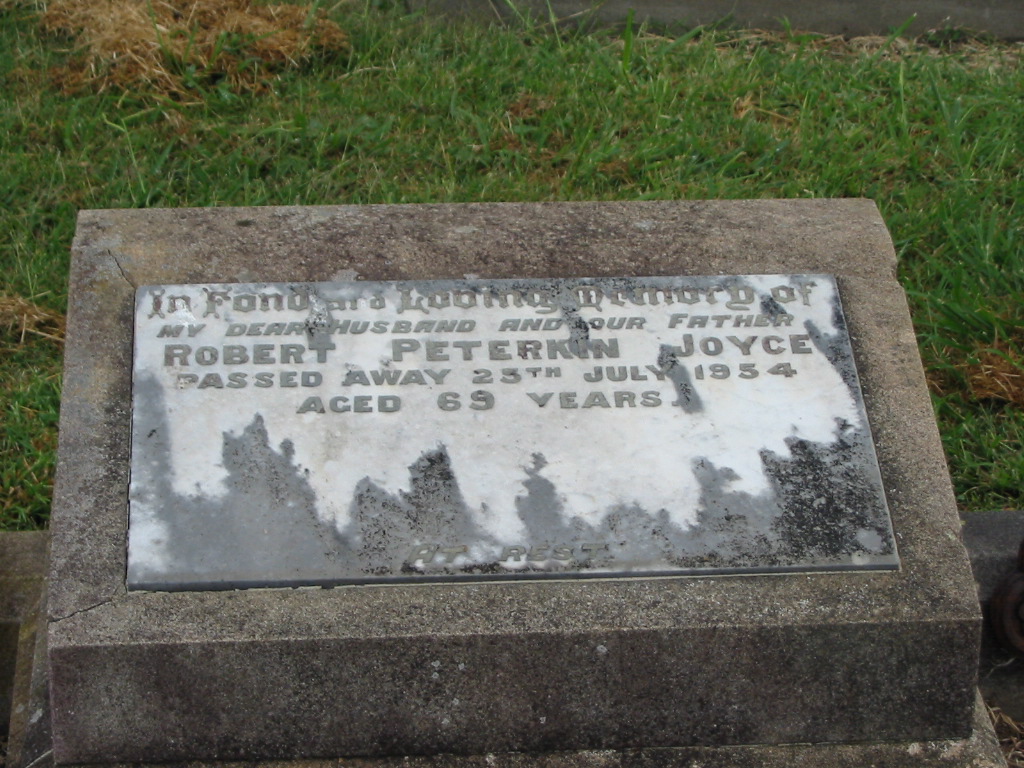 In Fond and Loving Memory of
MY DEAR HUSBAND AND OUR FATHER
ROBERT PETERKIN JOYCE
PASSED AWAY 25TH JULY 1954
AGED 69 YEARS.
AT REST